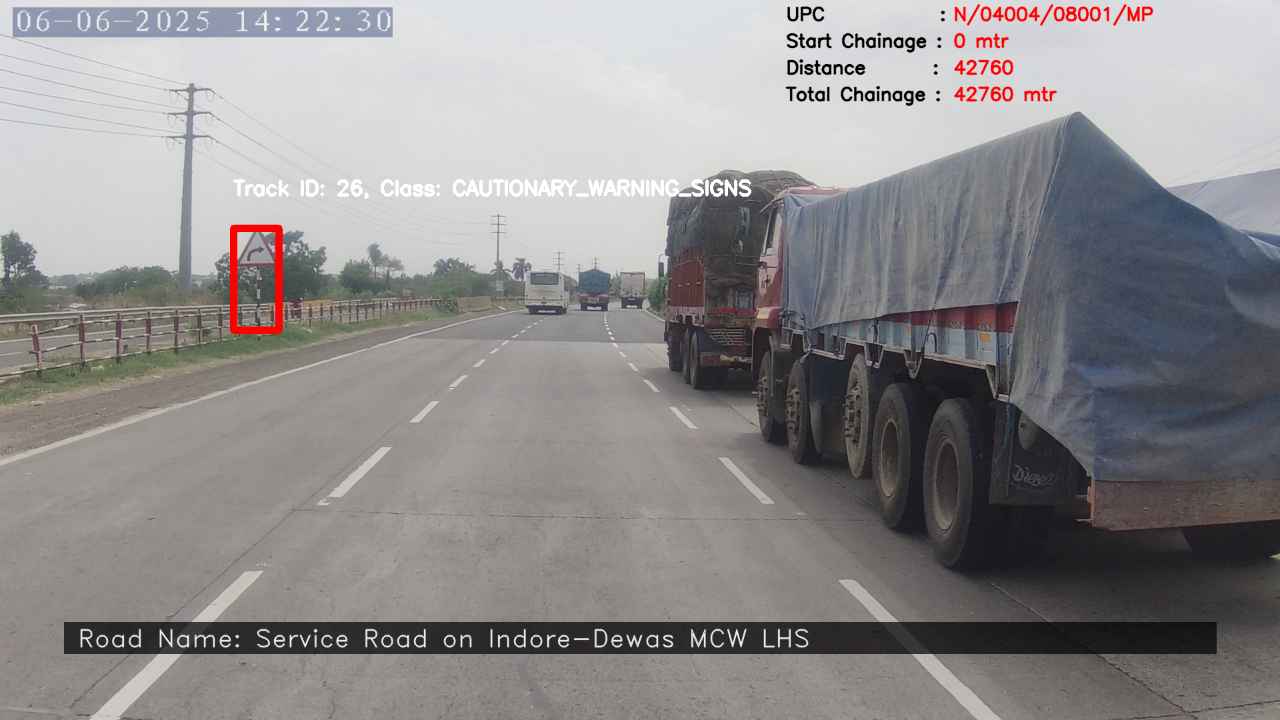 06-06-2025 14:22:30
UPC : N/04004/08001/MP
Start Chainage : 0 mtr
Distance : 42760
Total Chainage : 42760 mtr
Track ID: 26, Class: CAUTIONARY_WARNING_SIGNS
Road Name: Service Road on Indore-Dewas MCW LHS